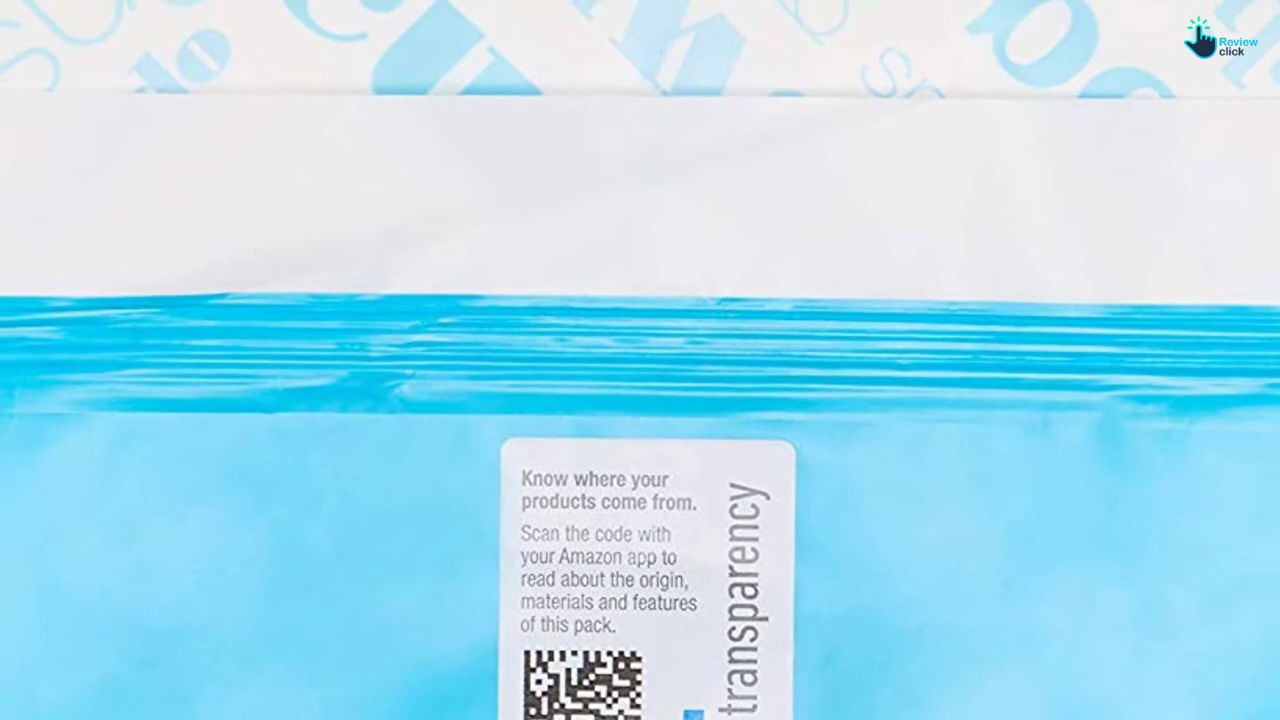 Review
click
Know where your
products come from.
Scan the code with
your Amazon app to
read about the origin,
materials and features
of this pack.
transparency